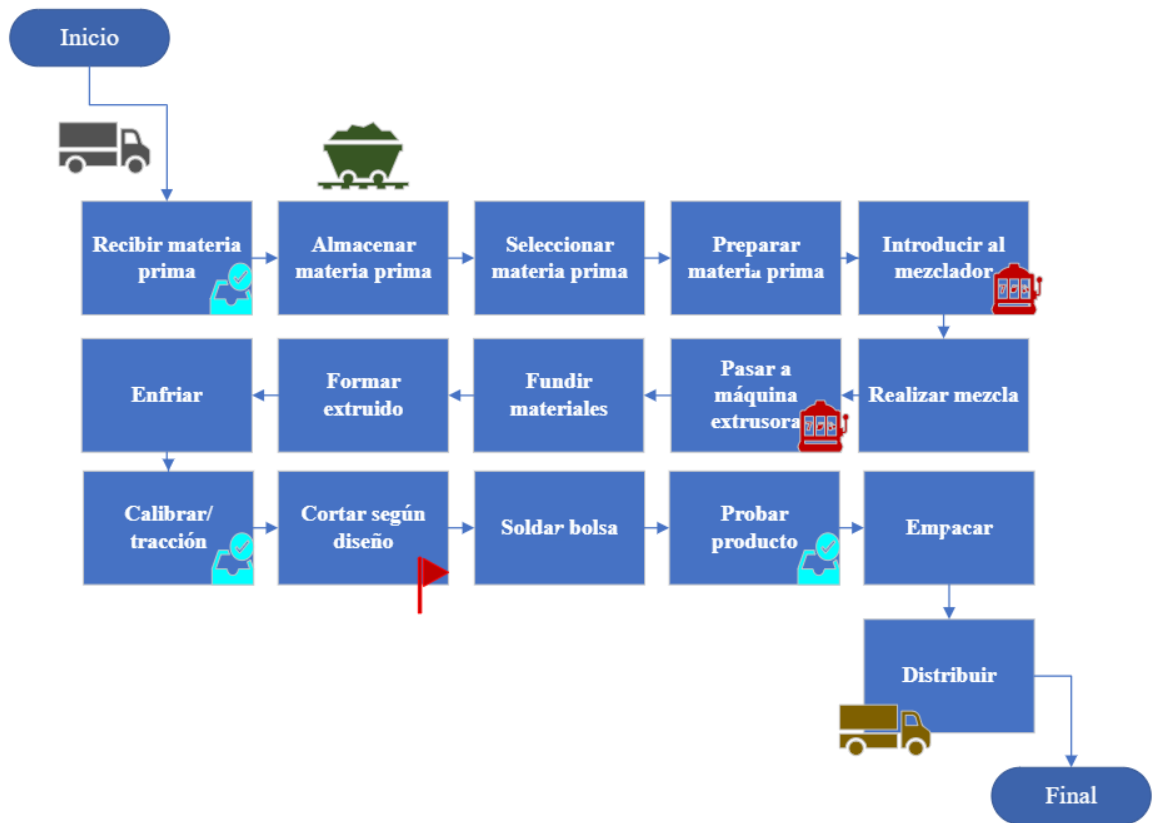 Inicio
Recibir materia
prima
Almacenar
materia prima
Seleccionar
materia prima
Preparar
materia prima
Introducir al
mezclador
Realizar mezcla
Pasar a
máquina
extrusora
Fundir
materiales
Formar
extruido
Enfriar
Calibrar/
tracción
Cortar según
diseño
Soldar bolsa
Probar
producto
Empacar
Distribuir
Final